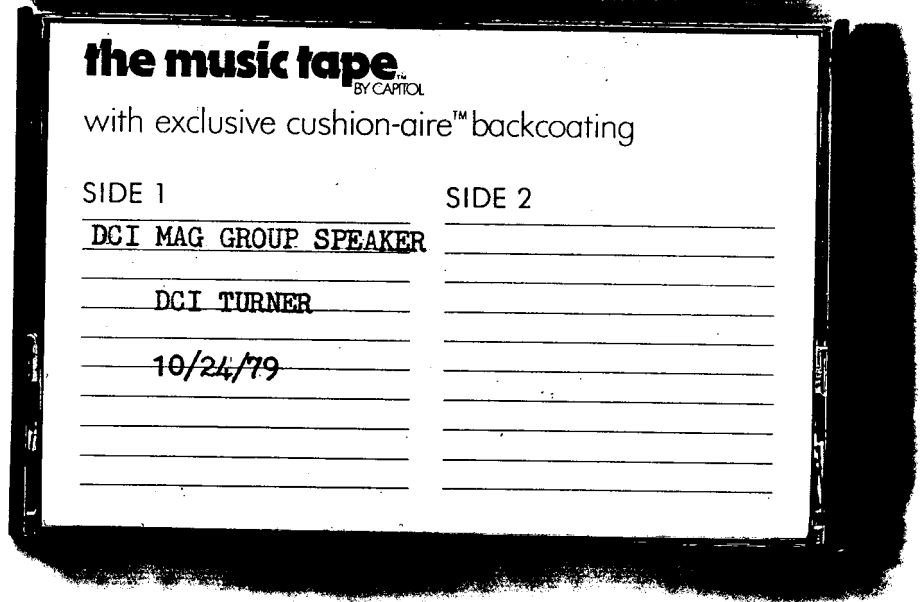 the music tape™
BY CAPITOL
with exclusive cushion-aire™ backcoating
SIDE 1
DCI MAG GROUP SPEAKER
DCI TURNER
10/24/79
SIDE 2